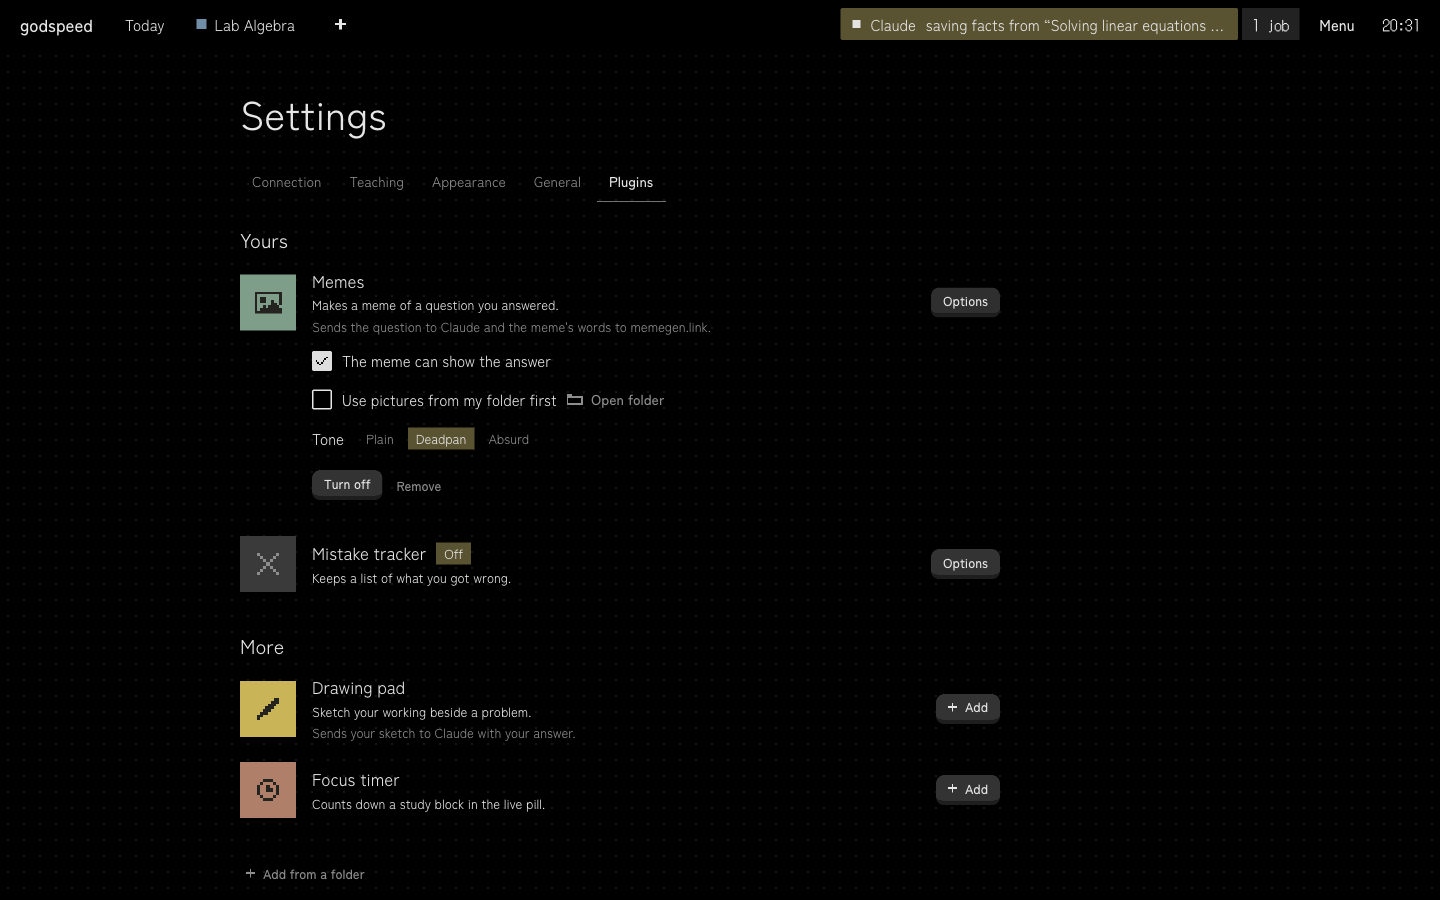 godspeed
Today
Lab Algebra
+
Claude saving facts from “Solving linear equations ...
1 job
Menu
20:31
Settings
Connection
Teaching
Appearance
General
Plugins
Yours
Memes
Makes a meme of a question you answered.
Sends the question to Claude and the meme's words to memegen.link.
Options
The meme can show the answer
Use pictures from my folder first
Open folder
Tone
Plain
Deadpan
Absurd
Turn off
Remove
Mistake tracker
Off
Keeps a list of what you got wrong.
Options
More
Drawing pad
Sketch your working beside a problem.
Sends your sketch to Claude with your answer.
+ Add
Focus timer
Counts down a study block in the live pill.
+ Add
+ Add from a folder